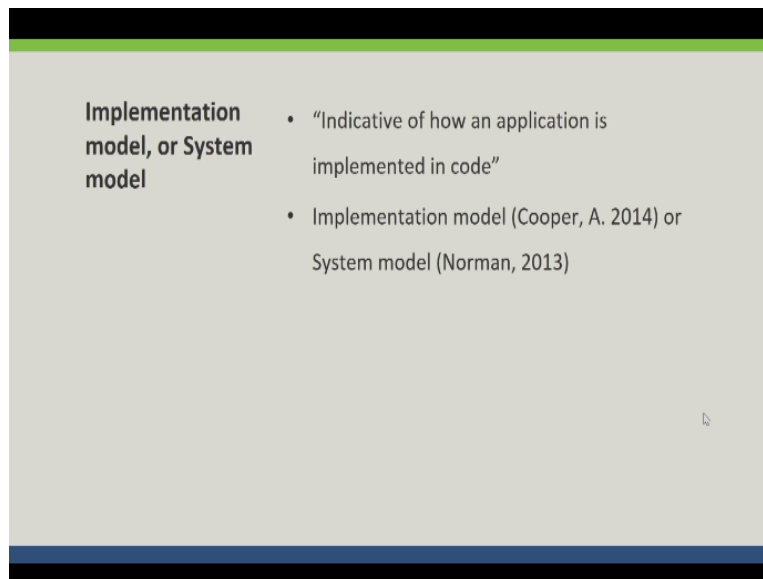 Implementation
model, or System
model
• “Indicative of how an application is
implemented in code”
• Implementation model (Cooper, A. 2014) or
System model (Norman, 2013)